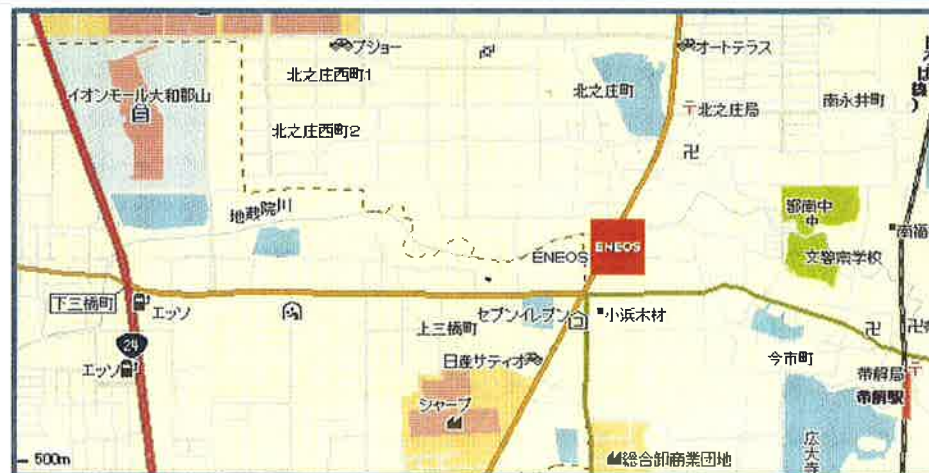 プジョー
オートテラス
北之庄西町1
イオンモール大和郡山
北之庄町
南永井町
北之庄局
北之庄西町2
地蔵院川
都南中
中
南福
ENEOS
ENEOS
下三橋町
エッソ
セブンイレブン
小浜木材
上三橋町
24
日産サティオ
今市町
エッソ
帯解局
帯解駅
シャープ
広大寺
500m
総合卸商業団地